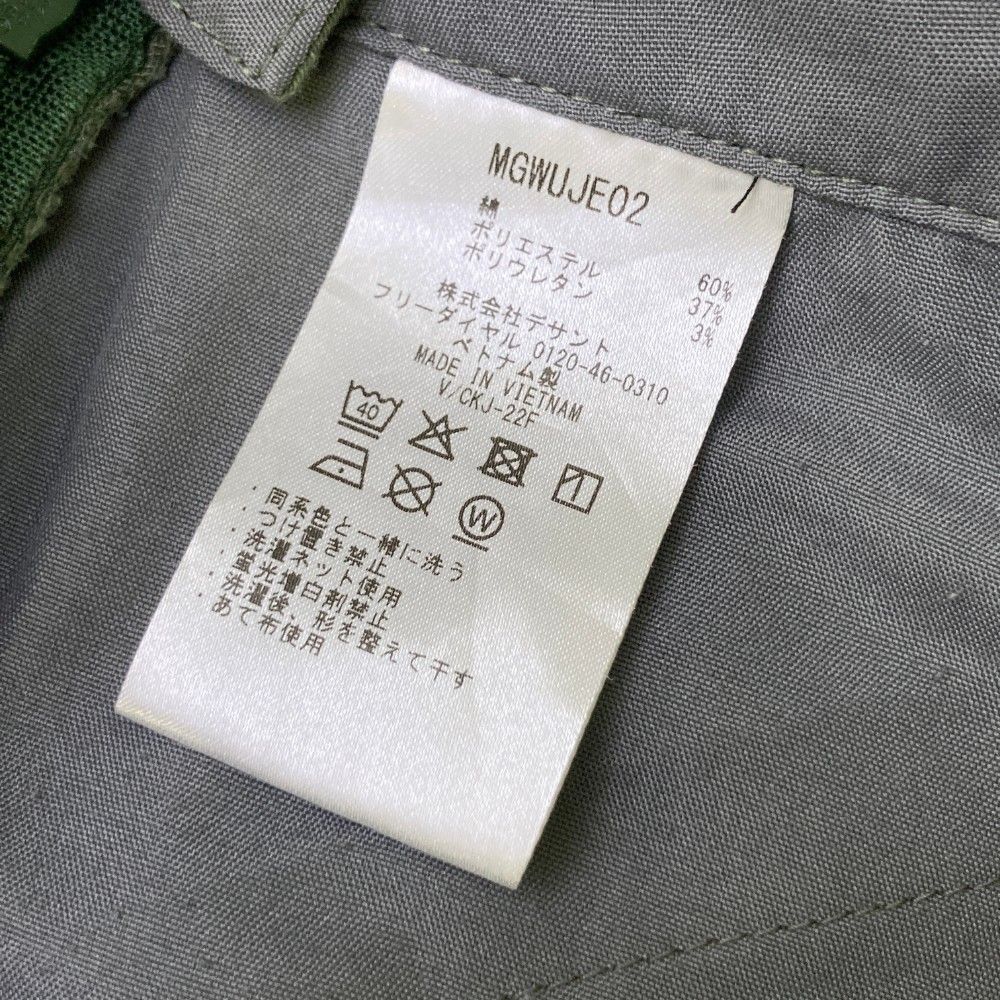 MGWUJE02
綿 60%
ポリエステル 37%
ポリウレタン 3%
株式会社デサント
フリーダイヤル 0120-46-0310
ベトナム製
MADE IN VIETNAM
V/CKJ-22F
40
W
・同系色と一緒に洗う
・つけ置き禁止
・洗濯ネット使用
・蛍光増白剤禁止
・洗濯後、形を整えて干す
・あて布使用